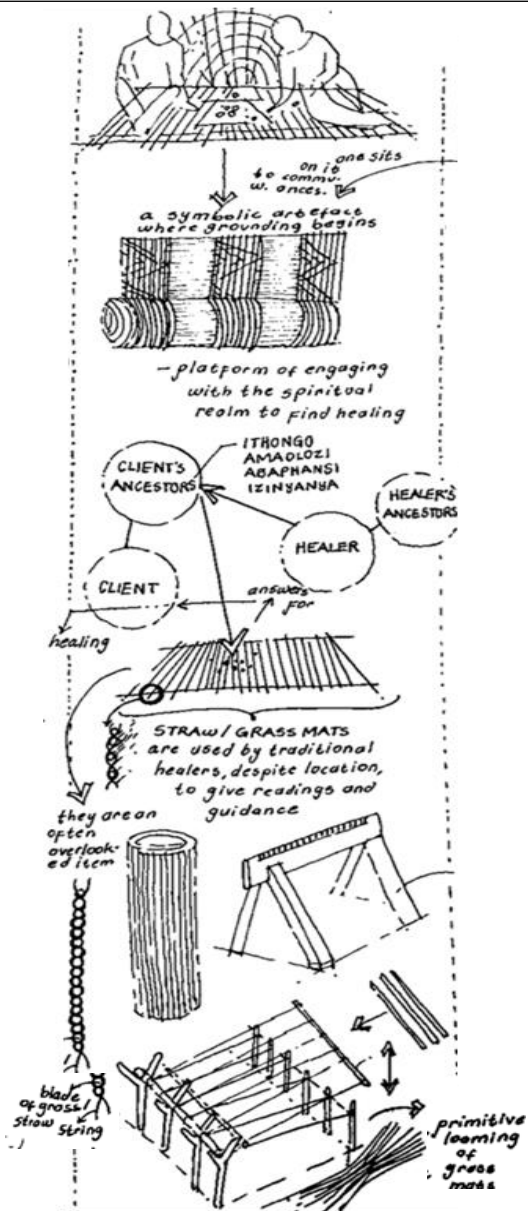 on it
one sits
to commu-
w. ances.
a symbolic artefact
where grounding begins
- platform of engaging
with the spiritual
realm to find healing
CLIENT'S
ANCESTORS
ITHONGO
AMADLOZI
ABAPHANSI
IZINYANYA
HEALER'S
ANCESTORS
HEALER
CLIENT
answers
for
healing
STRAW/GRASS MATS
are used by traditional
healers, despite location,
to give readings and
guidance
they are an
often
overlook-
ed item
blade
of grass/
straw
string
primitive
looming
of
grass
mats